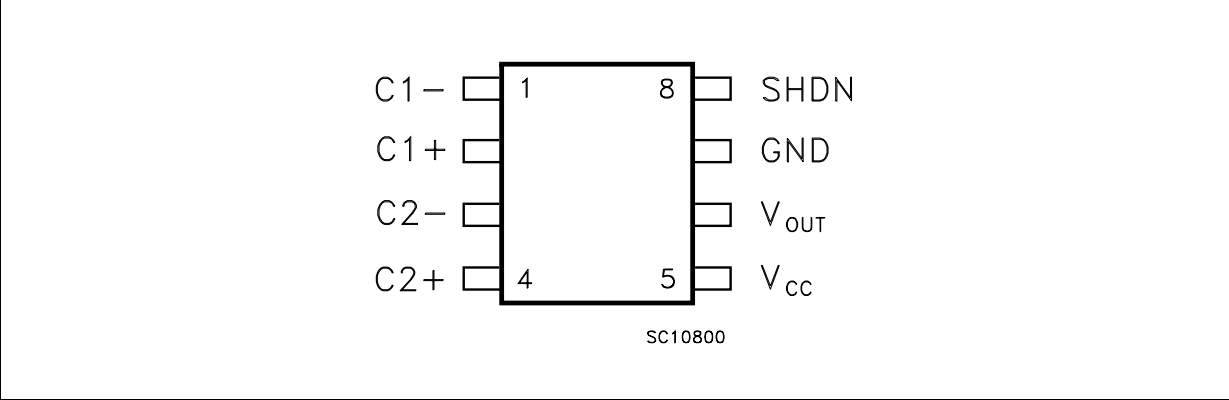 C1− 1 8 SHDN
C1+ GND
C2− VOUT
C2+ 4 5 VCC
SC10800